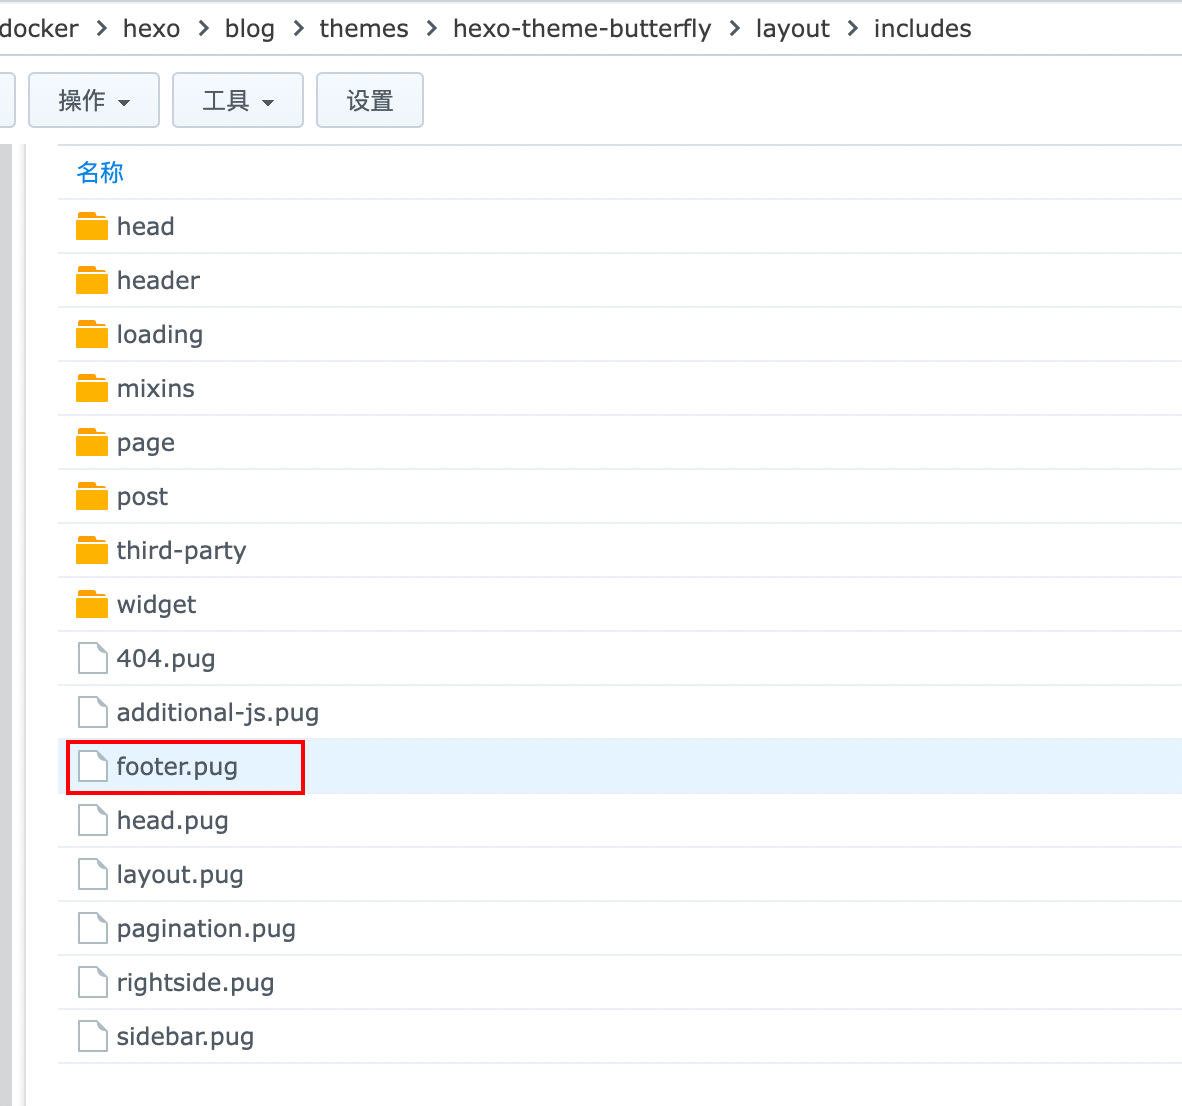 docker > hexo > blog > themes > hexo-theme-butterfly > layout > includes
操作 工具 设置
名称
head
header
loading
mixins
page
post
third-party
widget
404.pug
additional-js.pug
footer.pug
head.pug
layout.pug
pagination.pug
rightside.pug
sidebar.pug